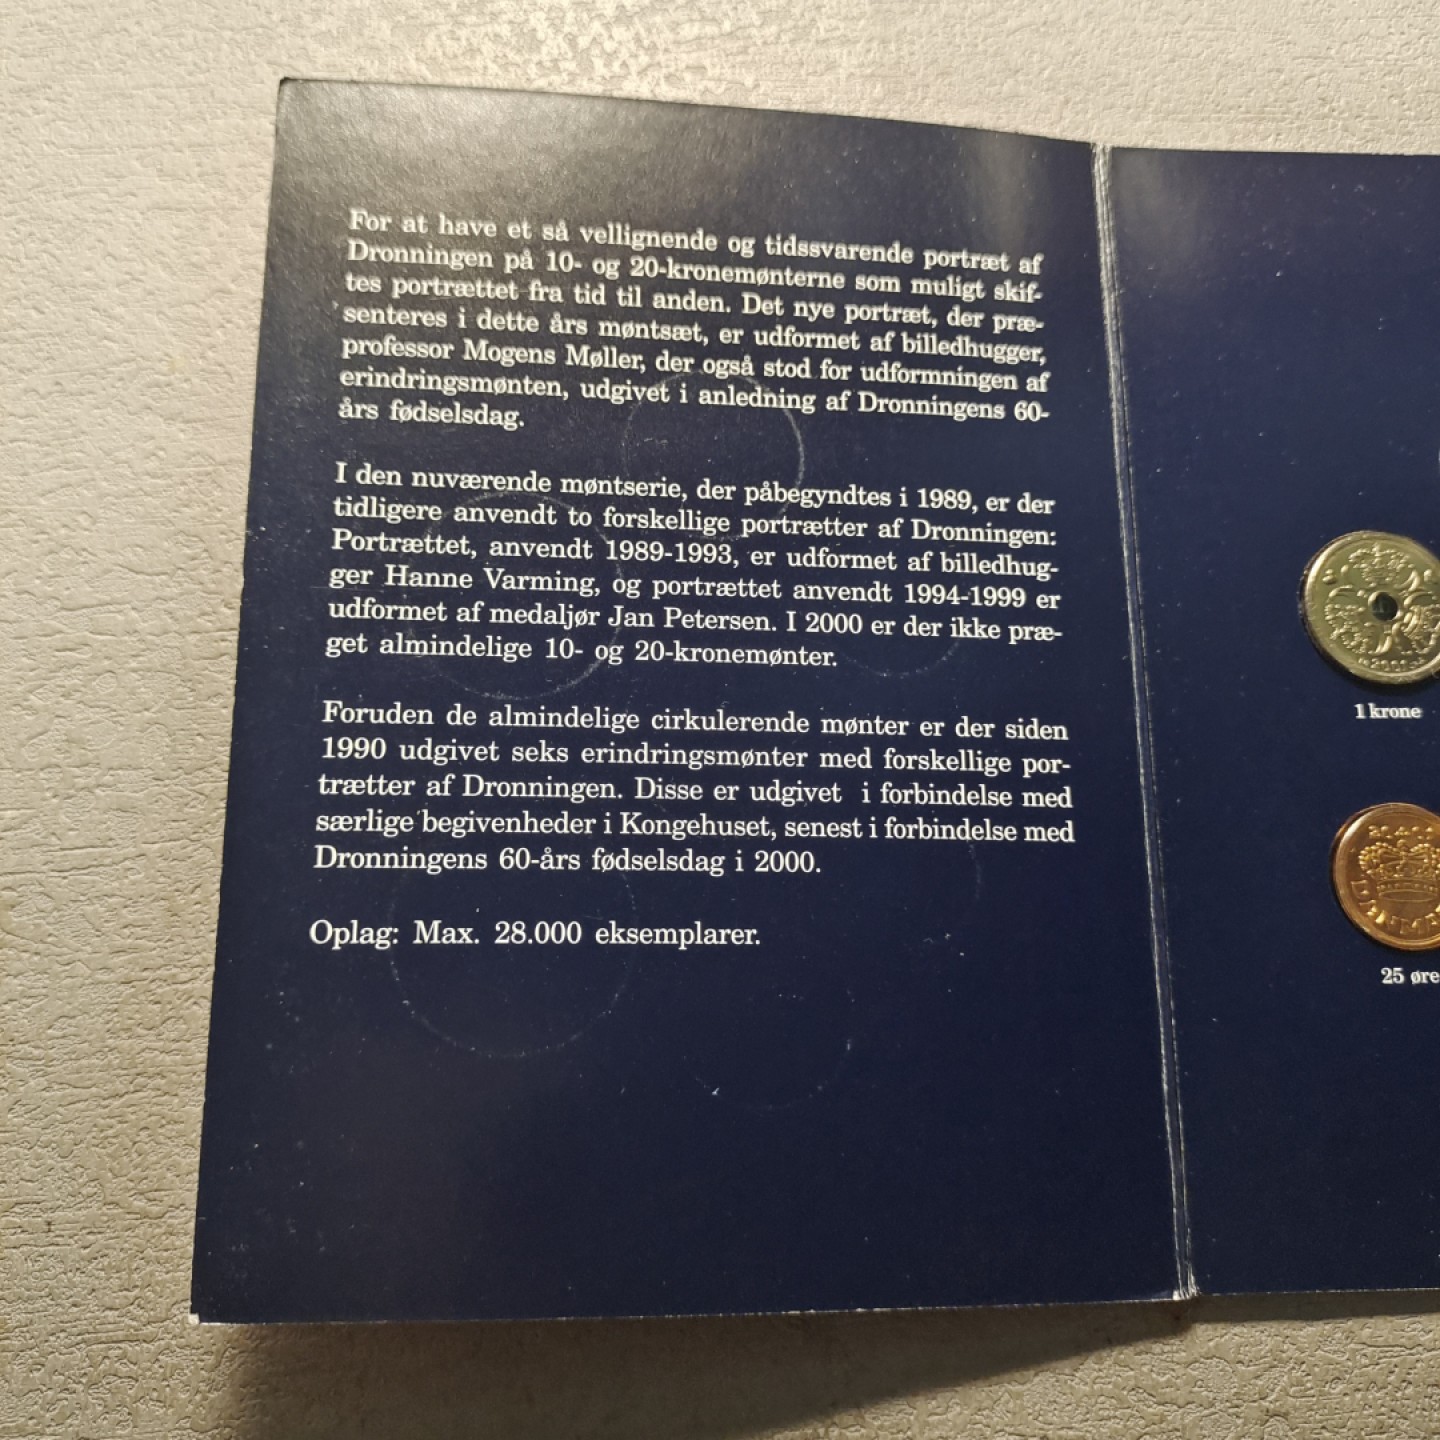 For at have et så vellignende og tidssvarende portræt af
Dronningen på 10- og 20-kronemønterne som muligt skif-
tes portrættet fra tid til anden. Det nye portræt, der præ-
senteres i dette års møntsæt, er udformet af billedhugger,
professor Mogens Møller, der også stod for udformningen af
erindringsmønten, udgivet i anledning af Dronningens 60-
års fødselsdag.
I den nuværende møntserie, der påbegyndtes i 1989, er der
tidligere anvendt to forskellige portrætter af Dronningen:
Portrættet, anvendt 1989-1993, er udformet af billedhug-
ger Hanne Varming, og portrættet anvendt 1994-1999 er
udformet af medaljør Jan Petersen. I 2000 er der ikke præ-
get almindelige 10- og 20-kronemønter.
Foruden de almindelige cirkulerende mønter er der siden
1990 udgivet seks erindringsmønter med forskellige por-
trætter af Dronningen. Disse er udgivet i forbindelse med
særlige begivenheder i Kongehuset, senest i forbindelse med
Dronningens 60-års fødselsdag i 2000.
Oplag: Max. 28.000 eksemplarer.
1 krone
25 øre